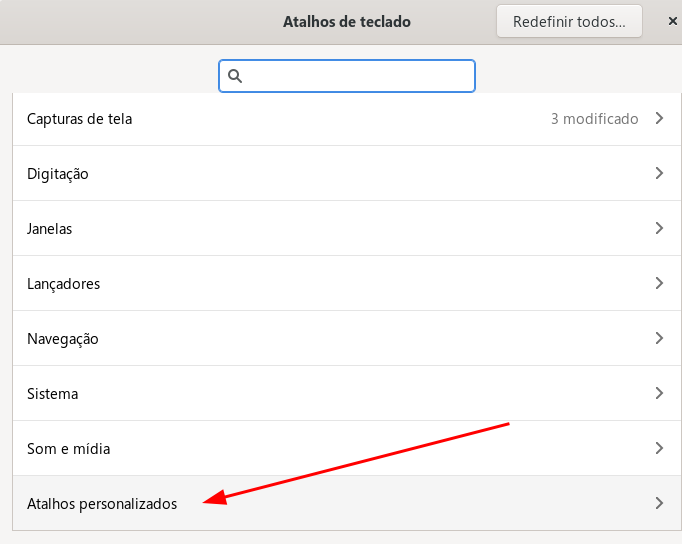 Atalhos de teclado
Redefinir todos...
Capturas de tela
3 modificado
Digitação
Janelas
Lançadores
Navegação
Sistema
Som e mídia
Atalhos personalizados